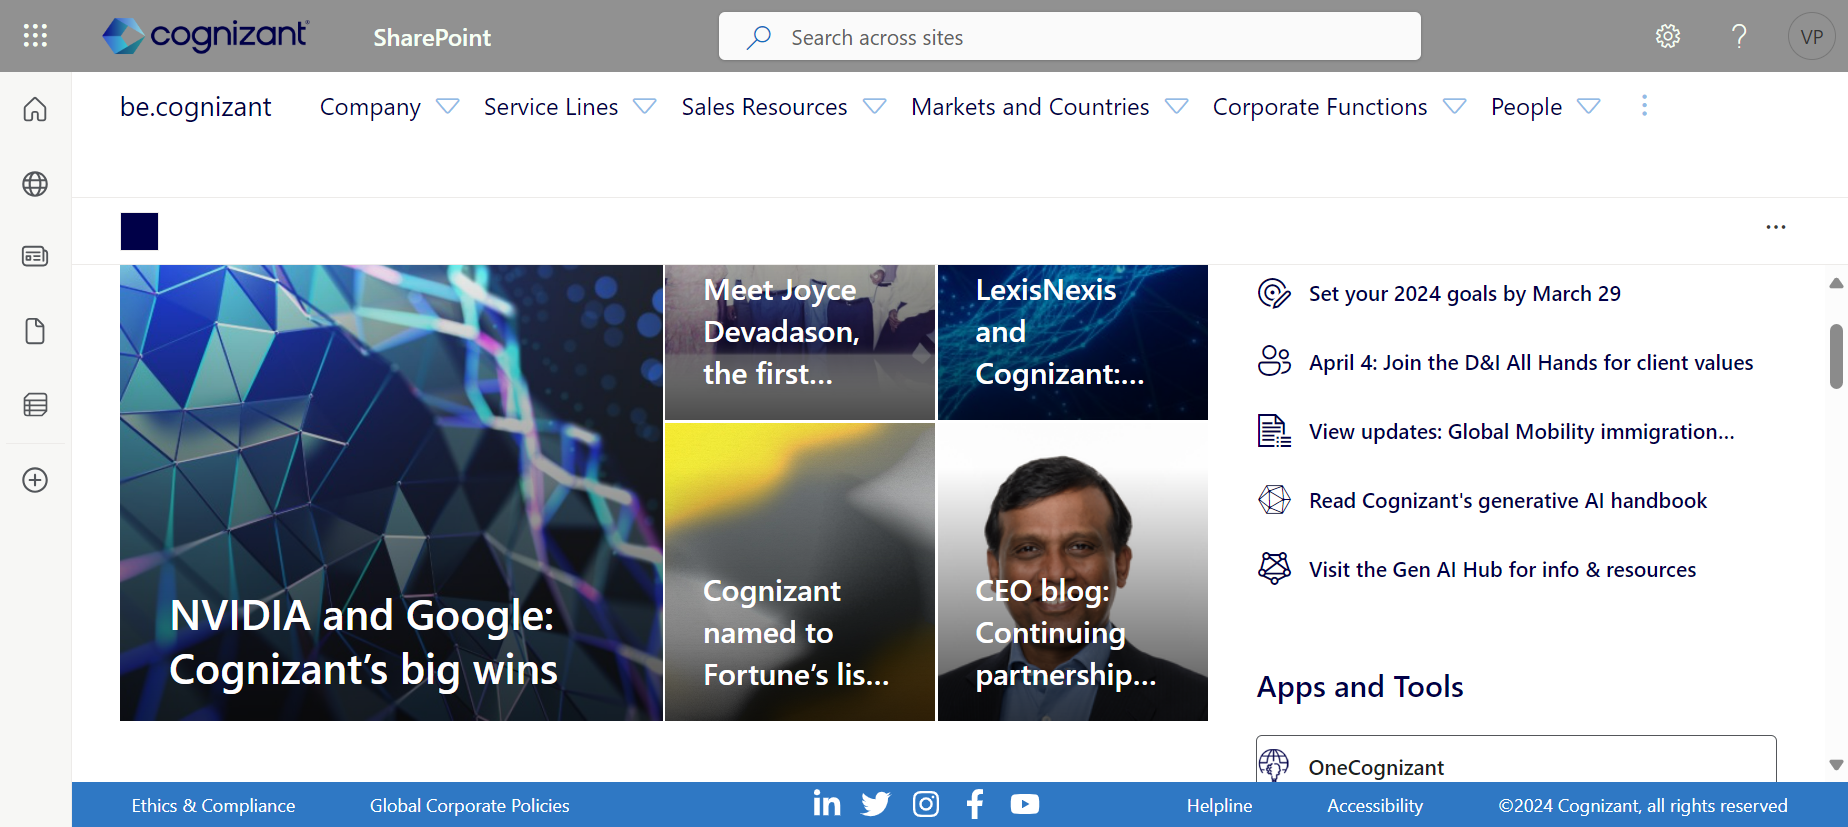 cognizant
SharePoint
Search across sites
VP
be.cognizant
Company
Service Lines
Sales Resources
Markets and Countries
Corporate Functions
People
Meet Joyce
Devadason,
the first...
LexisNexis
and
Cognizant:...
NVIDIA and Google:
Cognizant’s big wins
Cognizant
named to
Fortune’s lis...
CEO blog:
Continuing
partnership...
Set your 2024 goals by March 29
April 4: Join the D&I All Hands for client values
View updates: Global Mobility immigration...
Read Cognizant's generative AI handbook
Visit the Gen AI Hub for info & resources
Apps and Tools
OneCognizant
Ethics & Compliance
Global Corporate Policies
Helpline
Accessibility
©2024 Cognizant, all rights reserved